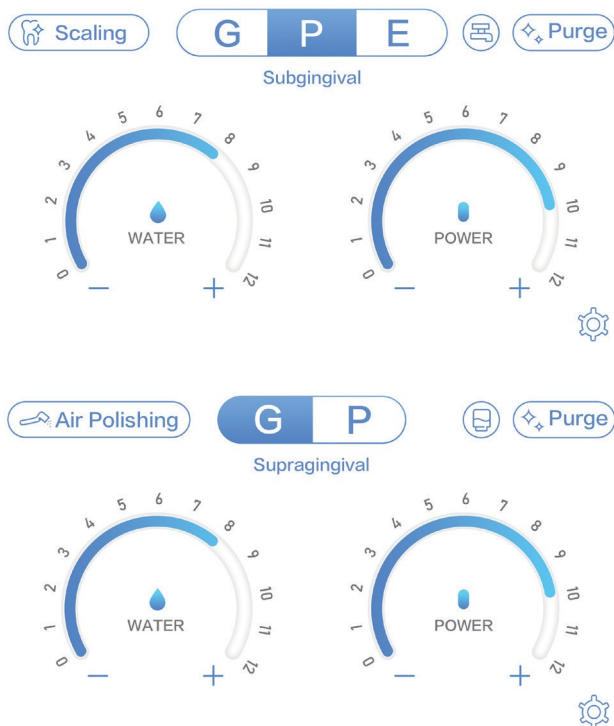 Scaling
G P E
Purge
Subgingival
0 1 2 3 4 5 6 7 8 9 10 11 12
WATER
− +
0 1 2 3 4 5 6 7 8 9 10 11 12
POWER
− +
Air Polishing
G P
Purge
Supragingival
0 1 2 3 4 5 6 7 8 9 10 11 12
WATER
− +
0 1 2 3 4 5 6 7 8 9 10 11 12
POWER
− +